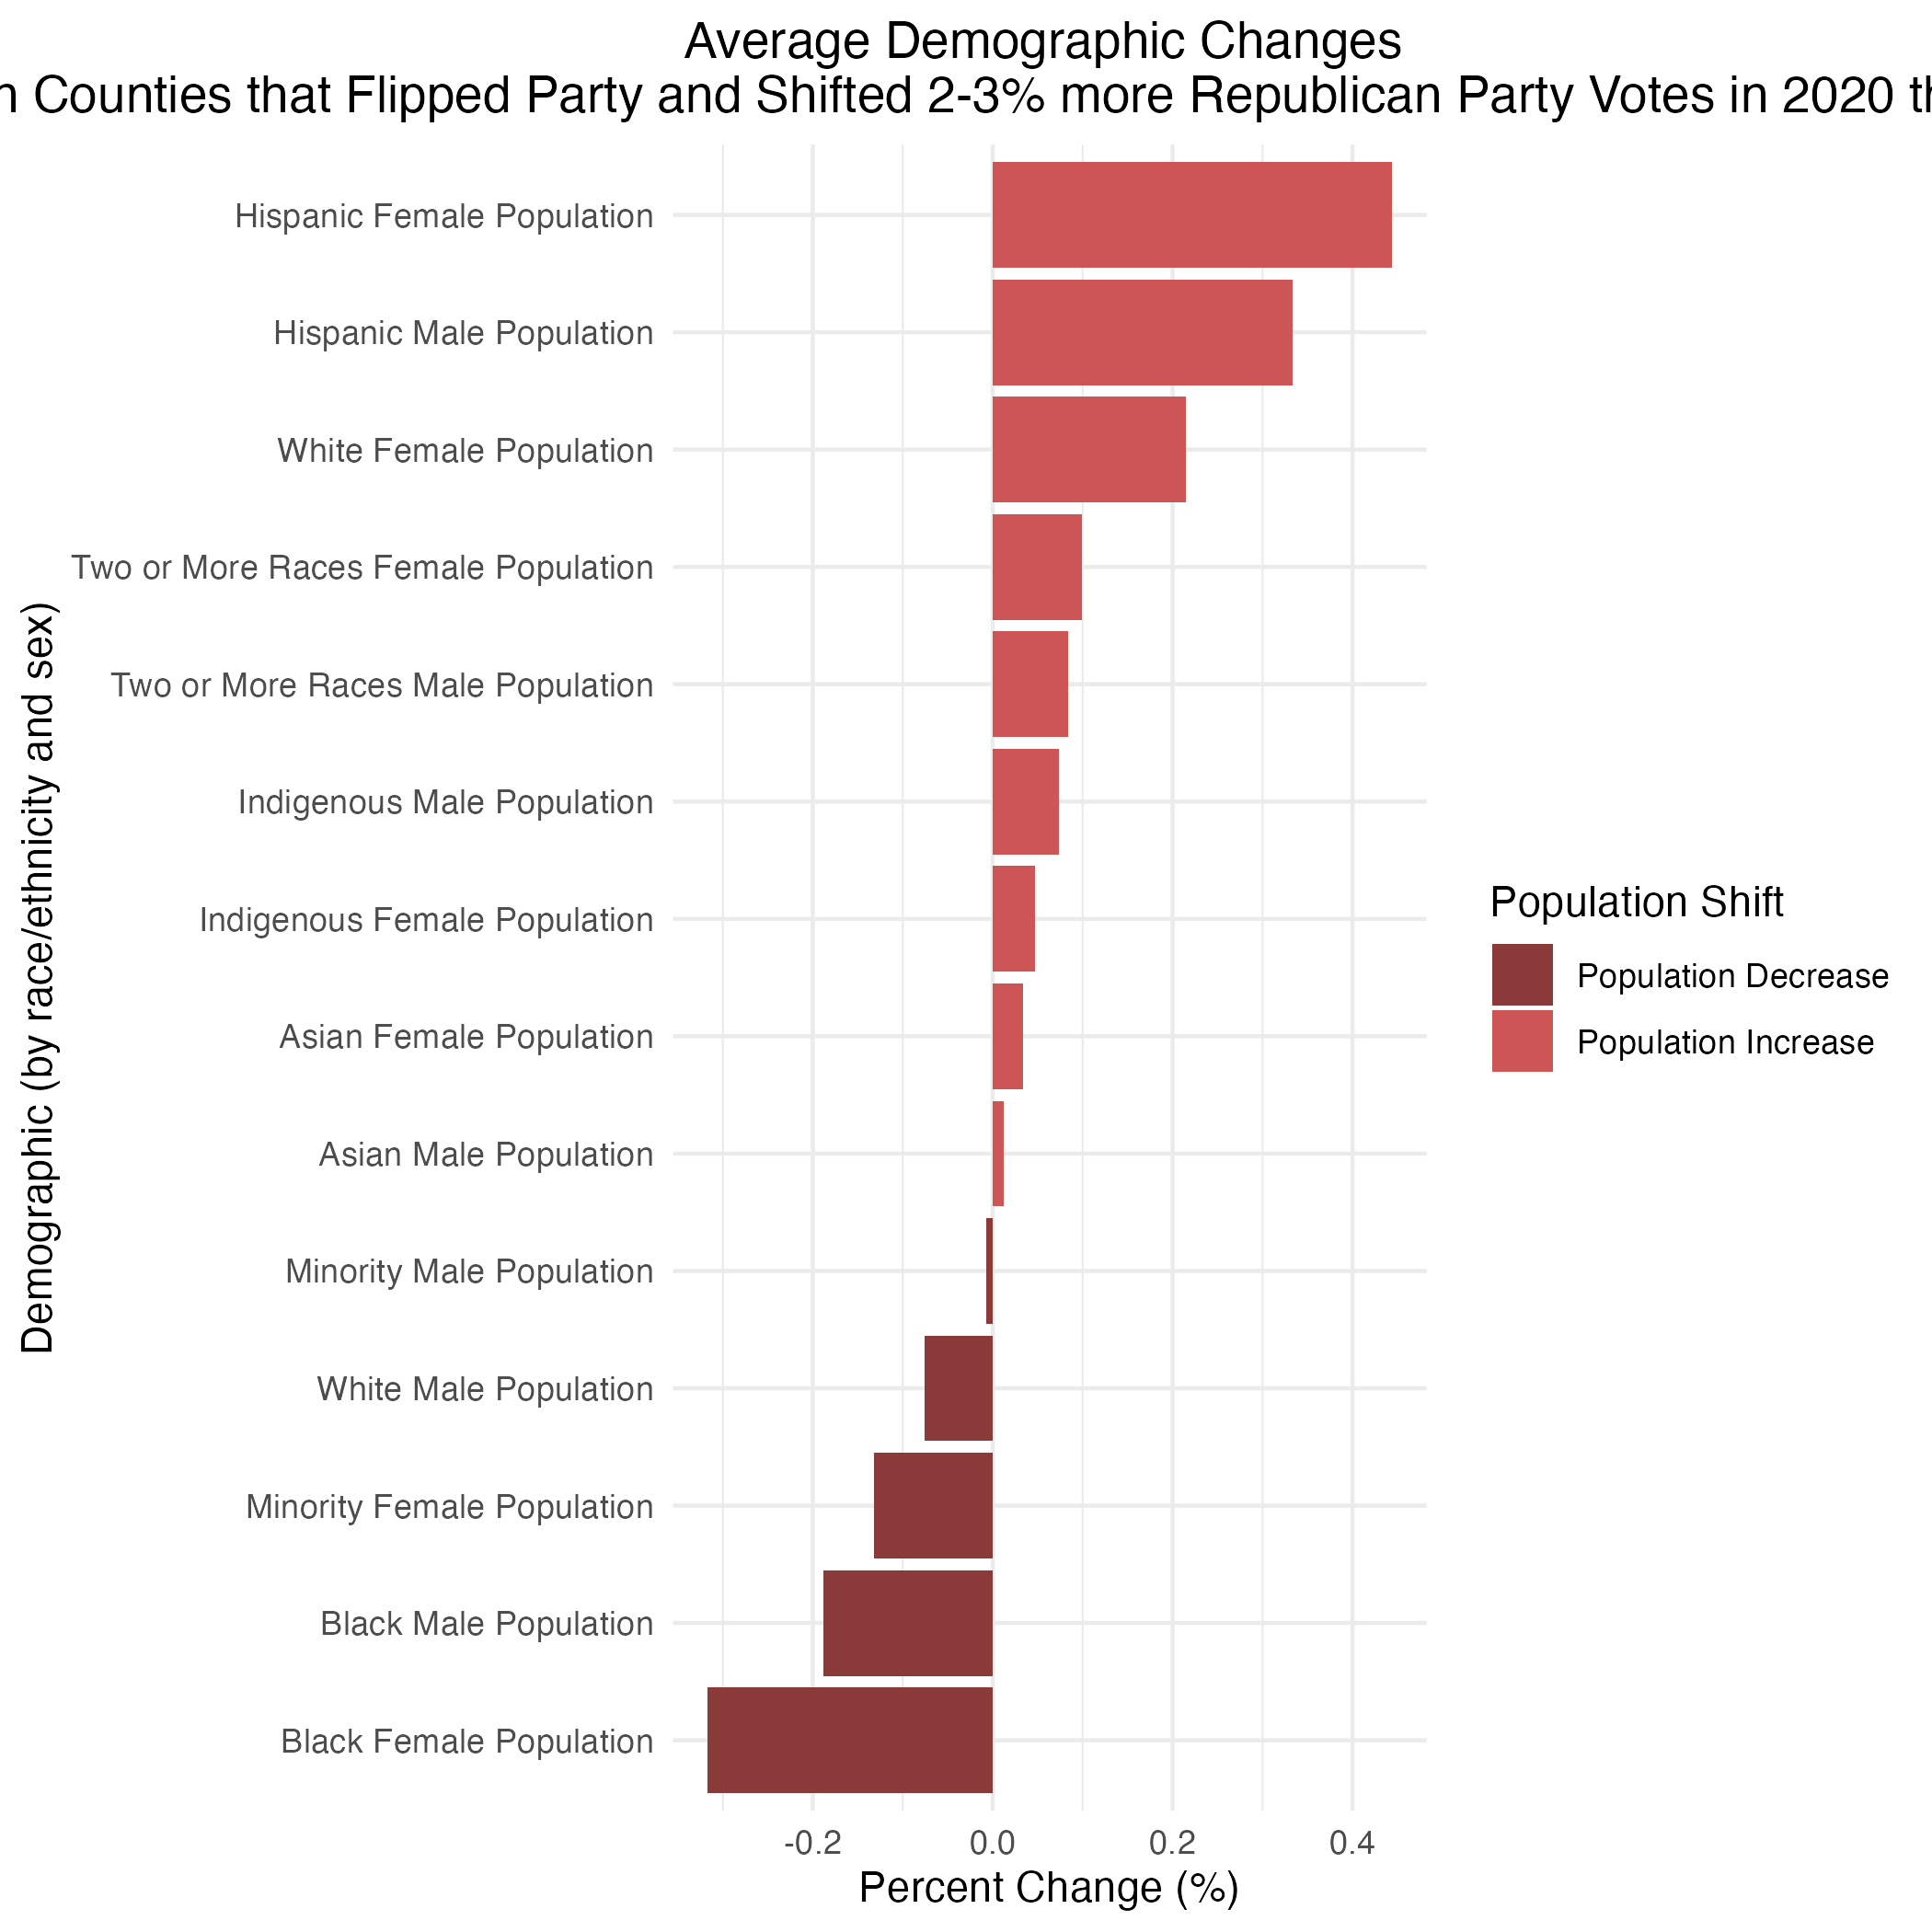 Average Demographic Changes
Counties that Flipped Party and Shifted 2-3% more Republican Party Votes in 2020
Hispanic Female Population
Hispanic Male Population
White Female Population
Two or More Races Female Population
Two or More Races Male Population
Indigenous Male Population
Indigenous Female Population
Asian Female Population
Asian Male Population
Minority Male Population
White Male Population
Minority Female Population
Black Male Population
Black Female Population
Demographic (by race/ethnicity and sex)
-0.2 0.0 0.2 0.4
Percent Change (%)
Population Shift
Population Decrease
Population Increase